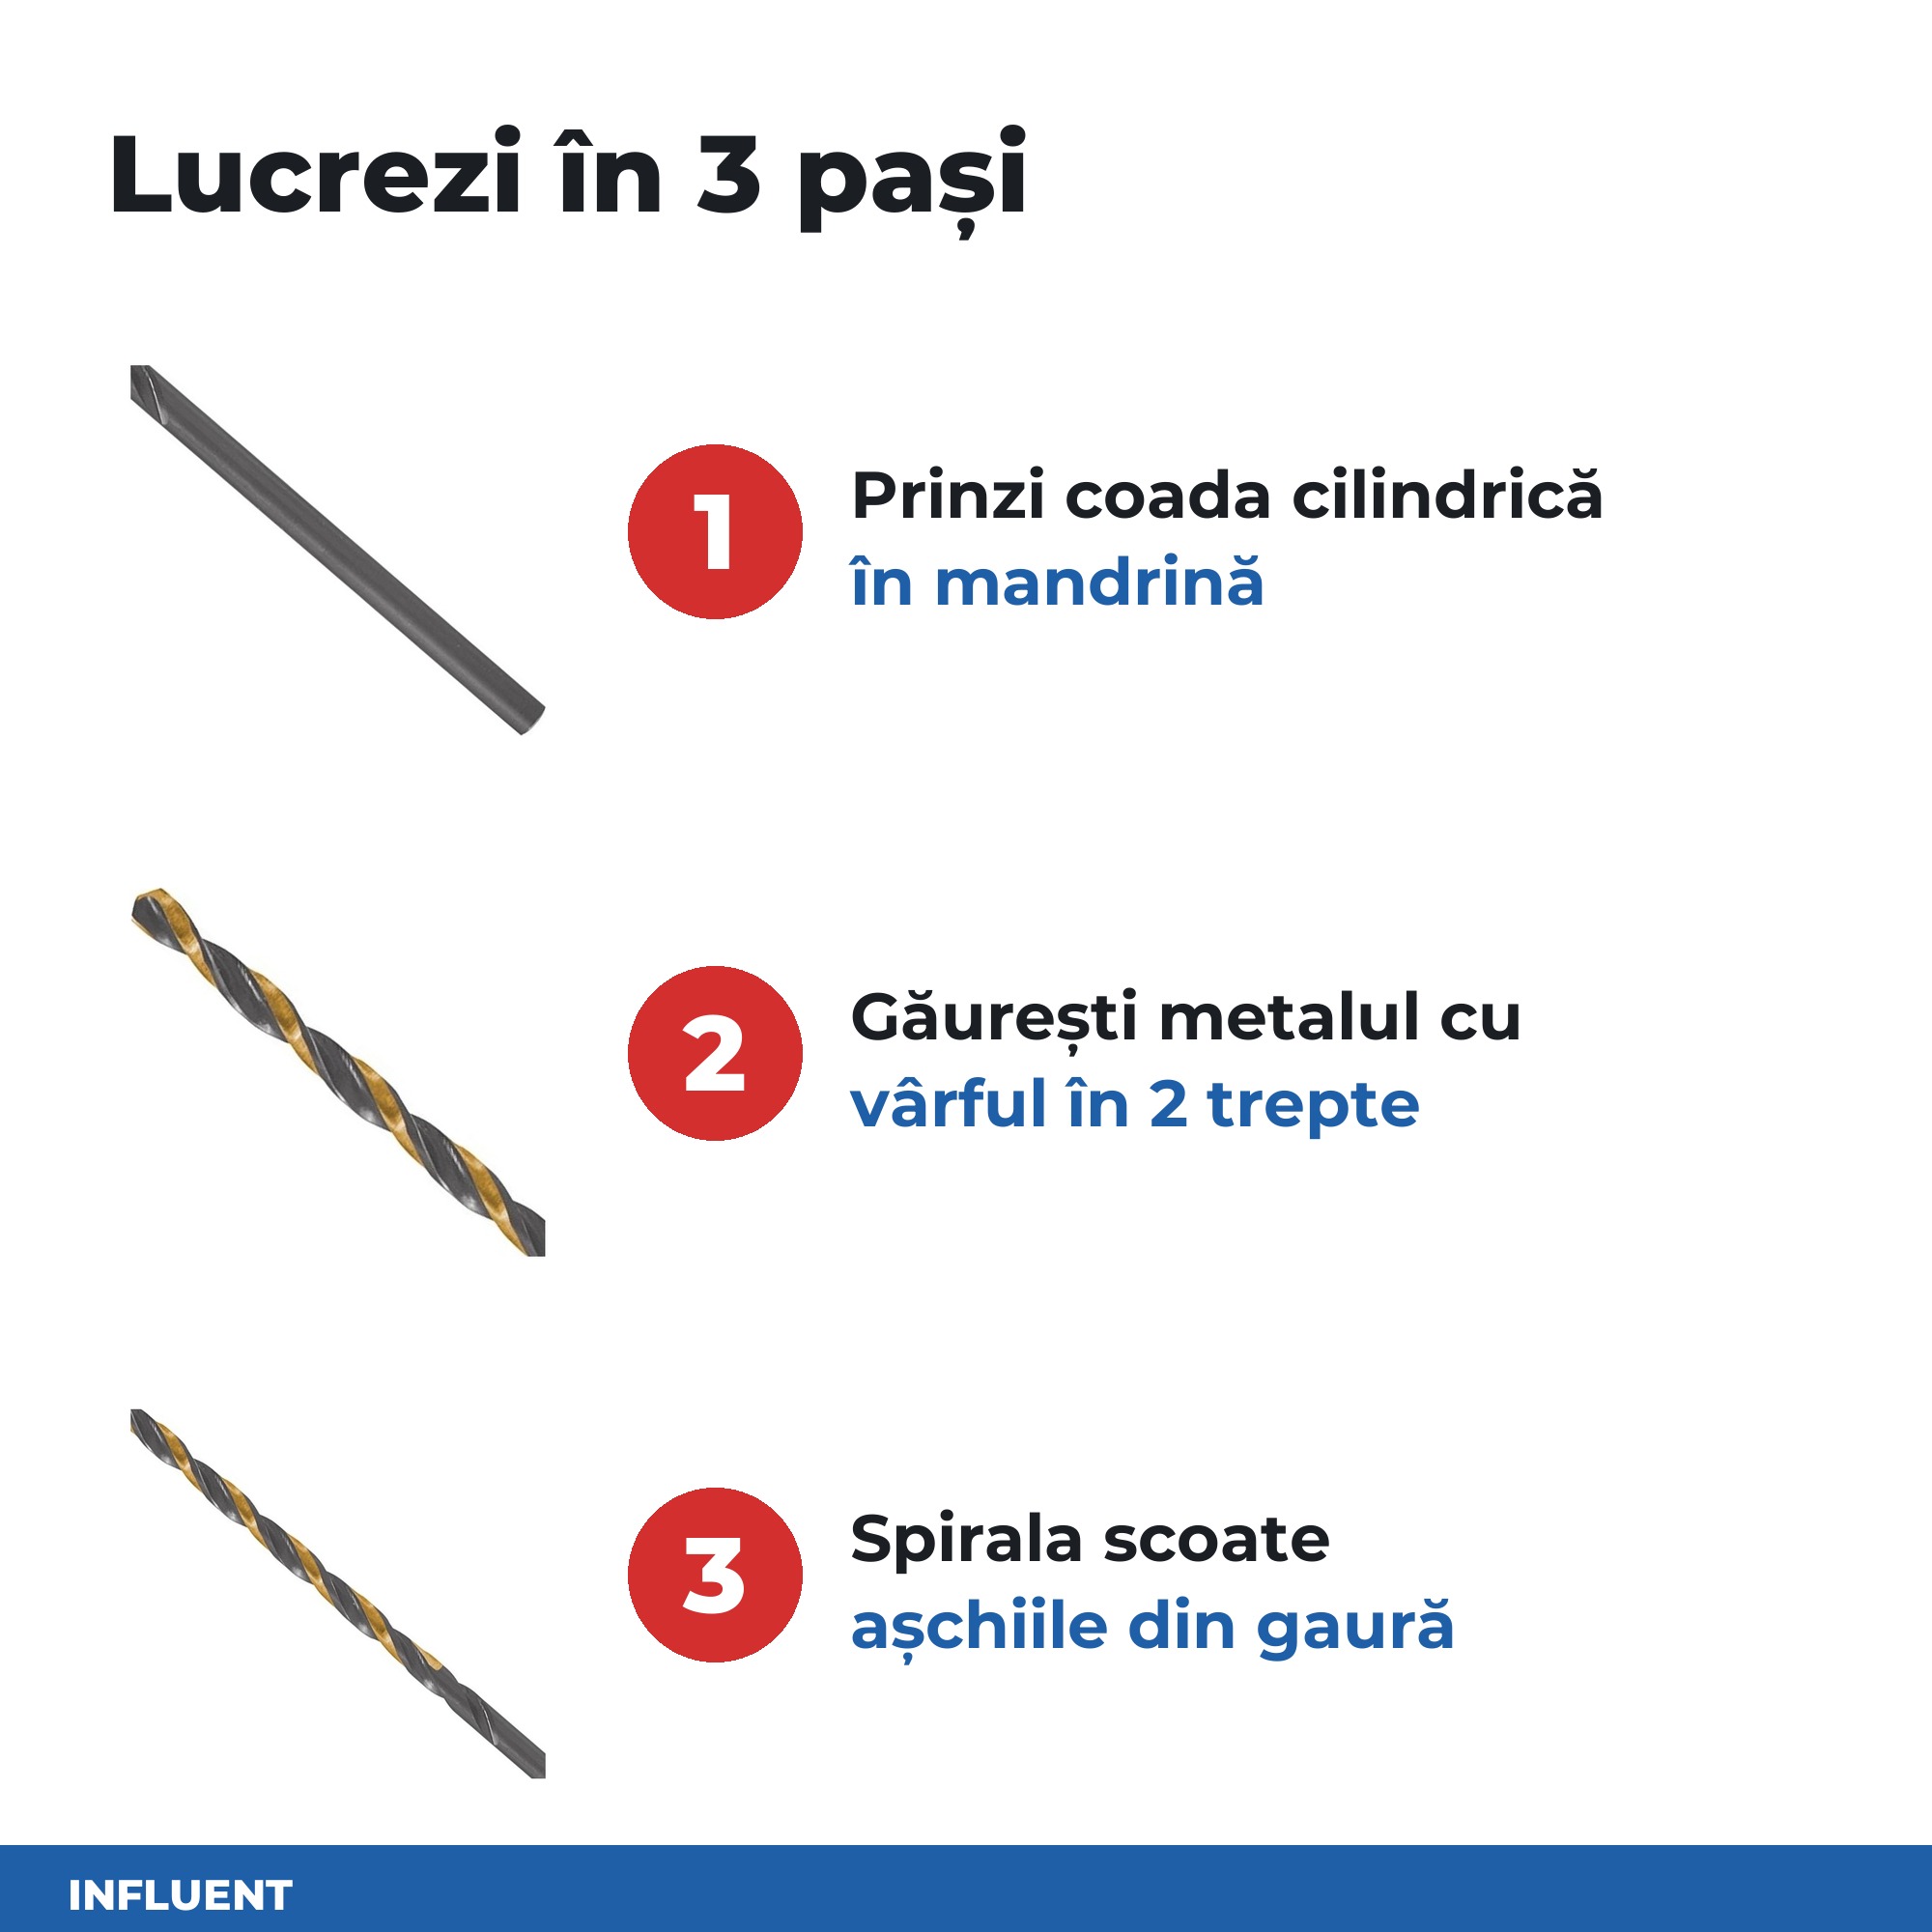 Lucrezi în 3 pași
1
Prinzi coada cilindrică
în mandrină
2
Găurești metalul cu
vârful în 2 trepte
3
Spirala scoate
așchiile din gaură
INFLUENT